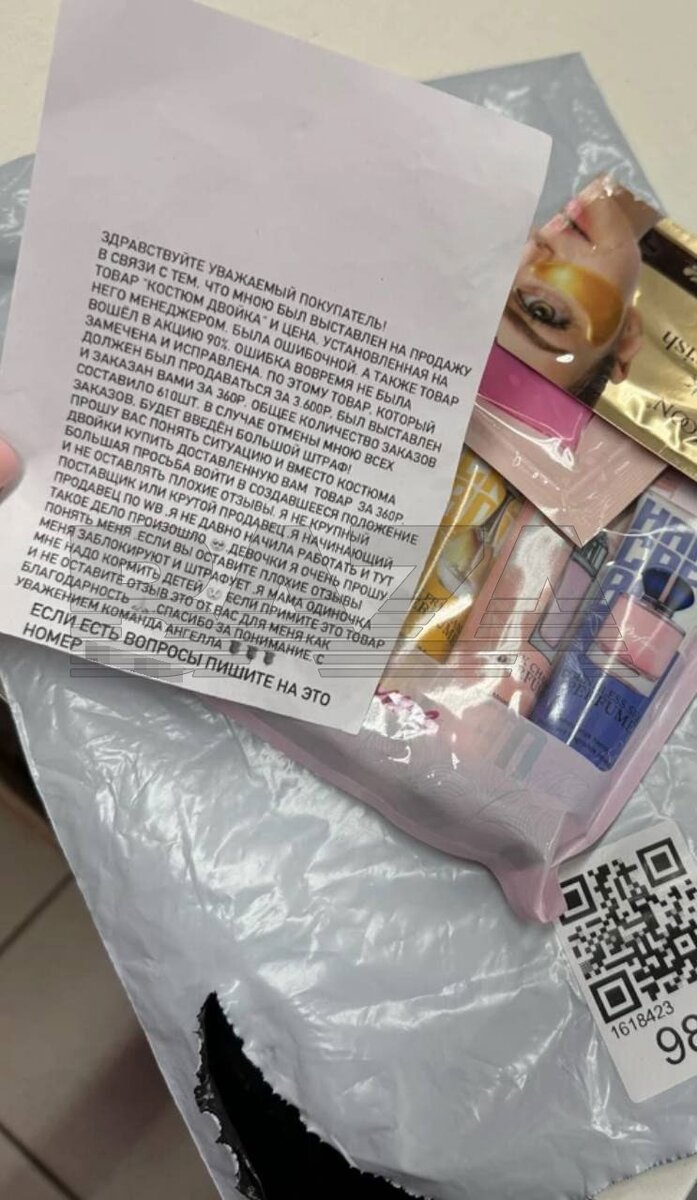 ЗДРАВСТВУЙТЕ УВАЖАЕМЫЙ ПОКУПАТЕЛЬ!
В СВЯЗИ С ТЕМ, ЧТО МНОЮ БЫЛ ВЫСТАВЛЕН НА ПРОДАЖУ
ТОВАР "КОСТЮМ ДВОЙКА" И ЦЕНА, УСТАНОВЛЕННАЯ НА
НЕГО МЕНЕДЖЕРОМ, БЫЛА ОШИБОЧНОЙ. А ТАКЖЕ ТОВАР
ВОШЁЛ В АКЦИЮ 90%. ОШИБКА ВОВРЕМЯ НЕ БЫЛА
ЗАМЕЧЕНА И ИСПРАВЛЕНА. ПО ЭТОМУ ТОВАР, КОТОРЫЙ
ДОЛЖЕН БЫЛ ПРОДАВАТЬСЯ ЗА 3 600Р. БЫЛ ВЫСТАВЛЕН
И ЗАКАЗАН ВАМИ ЗА 360Р. ОБЩЕЕ КОЛИЧЕСТВО ЗАКАЗОВ
СОСТАВИЛО 610ШТ. В СЛУЧАЕ ОТМЕНЫ МНОЮ ВСЕХ
ЗАКАЗОВ. БУДЕТ ВВЕДЁН БОЛЬШОЙ ШТРАФ!
ПРОШУ ВАС ПОНЯТЬ СИТУАЦИЮ И ВМЕСТО КОСТЮМА
ДВОЙКИ КУПИТЬ ДОСТАВЛЕННУЮ ВАМ ТОВАР ЗА 360Р.
БОЛЬШАЯ ПРОСЬБА ВОЙТИ В СОЗДАВШЕЕСЯ ПОЛОЖЕНИЕ
И НЕ ОСТАВЛЯТЬ ПЛОХИЕ ОТЗЫВЫ. Я НЕ КРУПНЫЙ
ПОСТАВЩИК ИЛИ КРУТОЙ ПРОДАВЕЦ .Я НАЧИНАЮЩИЙ
ПРОДАВЕЦ ПО WB .Я НЕ ДАВНО НАЧИЛА РАБОТАТЬ И ТУТ
ТАКОЕ ДЕЛО ПРОИЗОШЛО 🥺.ДЕВОЧКИ Я ОЧЕНЬ ПРОШУ
ПОНЯТЬ МЕНЯ .ЕСЛИ ВЫ ОСТАВИТЕ ПЛОХИЕ ОТЗЫВЫ
МЕНЯ ЗАБЛОКИРУЮТ И ШТРАФУЕТ .Я МАМА ОДИНОЧКА
МНЕ НАДО КОРМИТЬ ДЕТЕЙ 🥺 ЕСЛИ ПРИМИТЕ ЭТО ТОВАР
И НЕ ОСТАВИТЕ ОТЗЫВ ЭТО ОТ ВАС ДЛЯ МЕНЯ КАК
БЛАГОДАРНОСТЬ 🙏.СПАСИБО ЗА ПОНИМАНИЕ .С
УВАЖЕНИЕМ КОМАНДА АНГЕЛЛА
ЕСЛИ ЕСТЬ ВОПРОСЫ ПИШИТЕ НА ЭТО
НОМЕР
BAZA
1618423
98